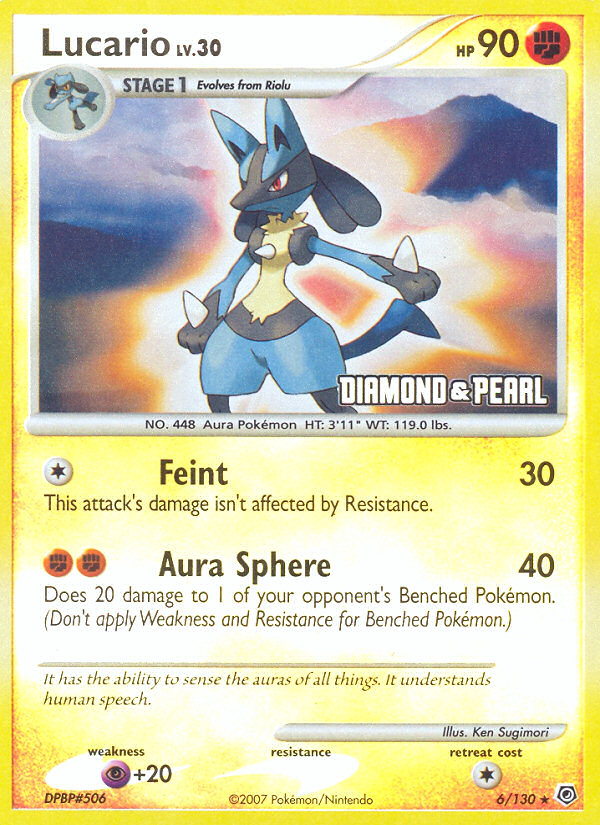 Lucario LV.30
HP 90
STAGE 1 Evolves from Riolu
DIAMOND & PEARL
NO. 448 Aura Pokémon HT: 3'11" WT: 119.0 lbs.
Feint 30
This attack's damage isn't affected by Resistance.
Aura Sphere 40
Does 20 damage to 1 of your opponent's Benched Pokémon.
(Don't apply Weakness and Resistance for Benched Pokémon.)
It has the ability to sense the auras of all things. It understands
human speech.
Illus. Ken Sugimori
weakness resistance retreat cost
+20
DPBP#506 ©2007 Pokémon/Nintendo 6/130 ★